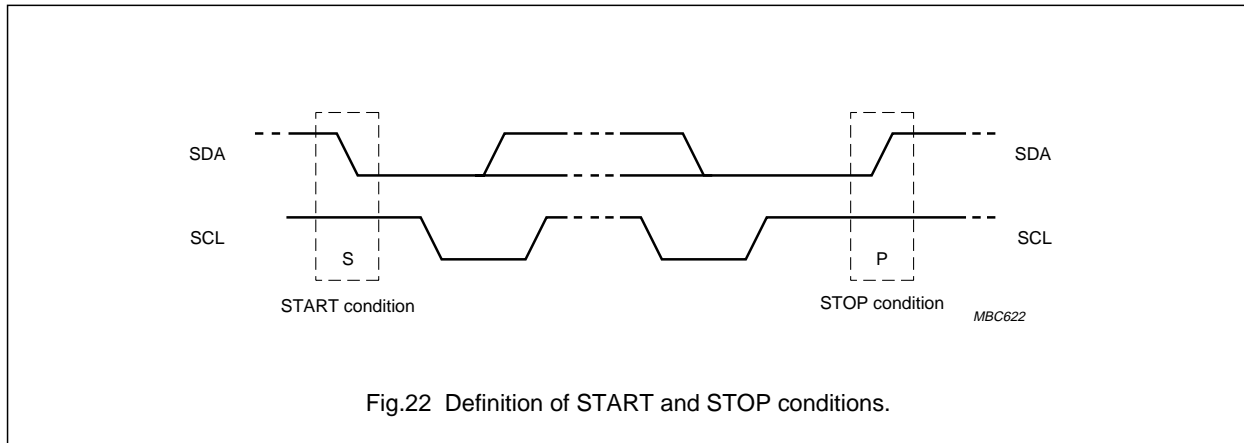 SDA SDA
SCL SCL
S P
START condition STOP condition
MBC622
Fig.22 Definition of START and STOP conditions.